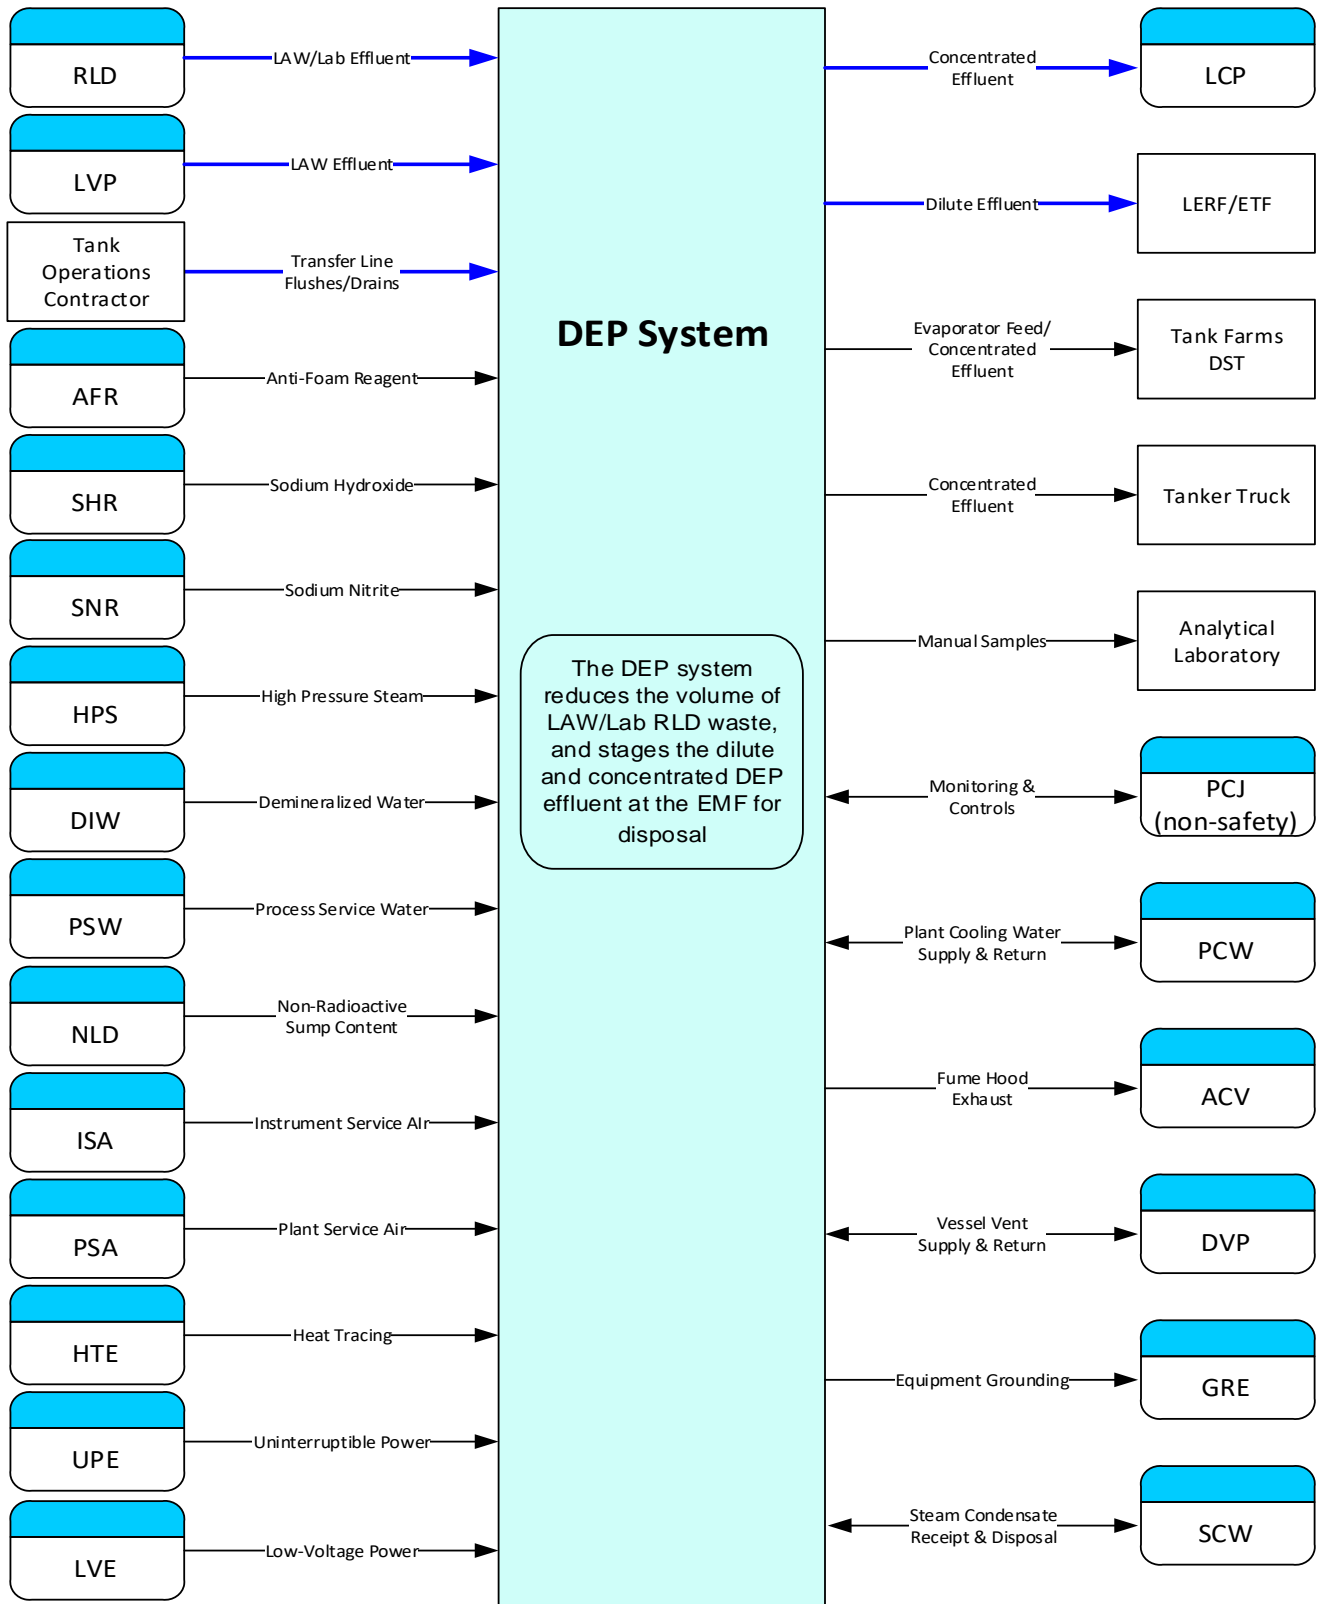 RLD
LAW/Lab Effluent
LVP
LAW Effluent
Tank
Operations
Contractor
Transfer Line
Flushes/Drains
AFR
Anti-Foam Reagent
SHR
Sodium Hydroxide
SNR
Sodium Nitrite
HPS
High Pressure Steam
DIW
Demineralized Water
PSW
Process Service Water
NLD
Non-Radioactive
Sump Content
ISA
Instrument Service AIr
PSA
Plant Service Air
HTE
Heat Tracing
UPE
Uninterruptible Power
LVE
Low-Voltage Power
DEP System
The DEP system
reduces the volume of
LAW/Lab RLD waste,
and stages the dilute
and concentrated DEP
effluent at the EMF for
disposal
Concentrated
Effluent
LCP
Dilute Effluent
LERF/ETF
Evaporator Feed/
Concentrated
Effluent
Tank Farms
DST
Concentrated
Effluent
Tanker Truck
Manual Samples
Analytical
Laboratory
Monitoring &
Controls
PCJ
(non-safety)
Plant Cooling Water
Supply & Return
PCW
Fume Hood
Exhaust
ACV
Vessel Vent
Supply & Return
DVP
Equipment Grounding
GRE
Steam Condensate
Receipt & Disposal
SCW